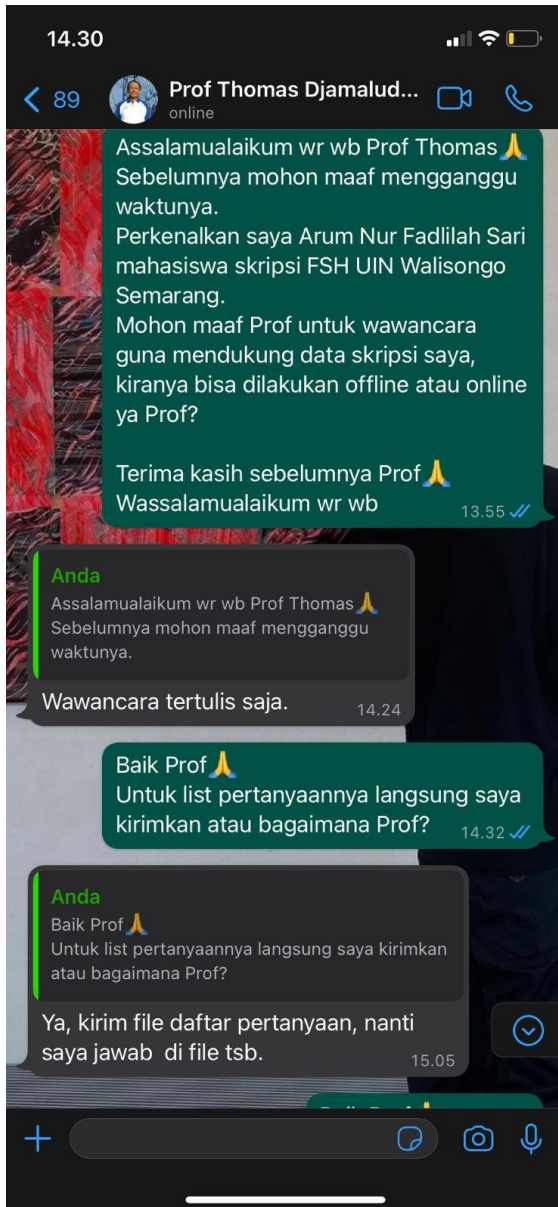 14.30
89
Prof Thomas Djamalud...
online
Assalamualaikum wr wb Prof Thomas🙏
Sebelumnya mohon maaf mengganggu
waktunya.
Perkenalkan saya Arum Nur Fadlilah Sari
mahasiswa skripsi FSH UIN Walisongo
Semarang.
Mohon maaf Prof untuk wawancara
guna mendukung data skripsi saya,
kiranya bisa dilakukan offline atau online
ya Prof?
Terima kasih sebelumnya Prof🙏
Wassalamualaikum wr wb
13.55
Anda
Assalamualaikum wr wb Prof Thomas🙏
Sebelumnya mohon maaf mengganggu
waktunya.
Wawancara tertulis saja.
14.24
Baik Prof🙏
Untuk list pertanyaannya langsung saya
kirimkan atau bagaimana Prof?
14.32
Anda
Baik Prof🙏
Untuk list pertanyaannya langsung saya kirimkan
atau bagaimana Prof?
Ya, kirim file daftar pertanyaan, nanti
saya jawab  di file tsb.
15.05